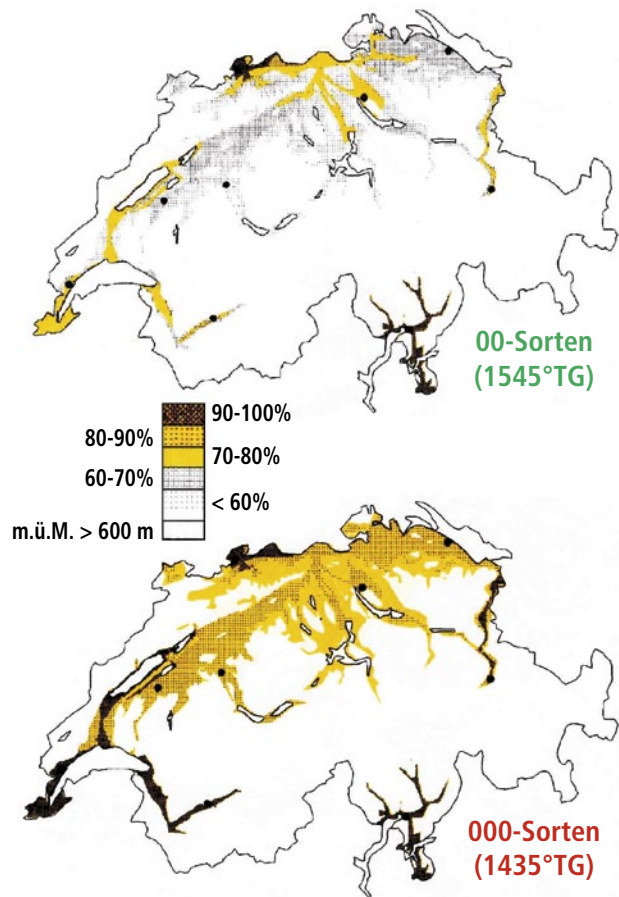 00-Sorten
(1545°TG)
90-100%
80-90%
70-80%
60-70%
< 60%
m.ü.M. > 600 m
000-Sorten
(1435°TG)